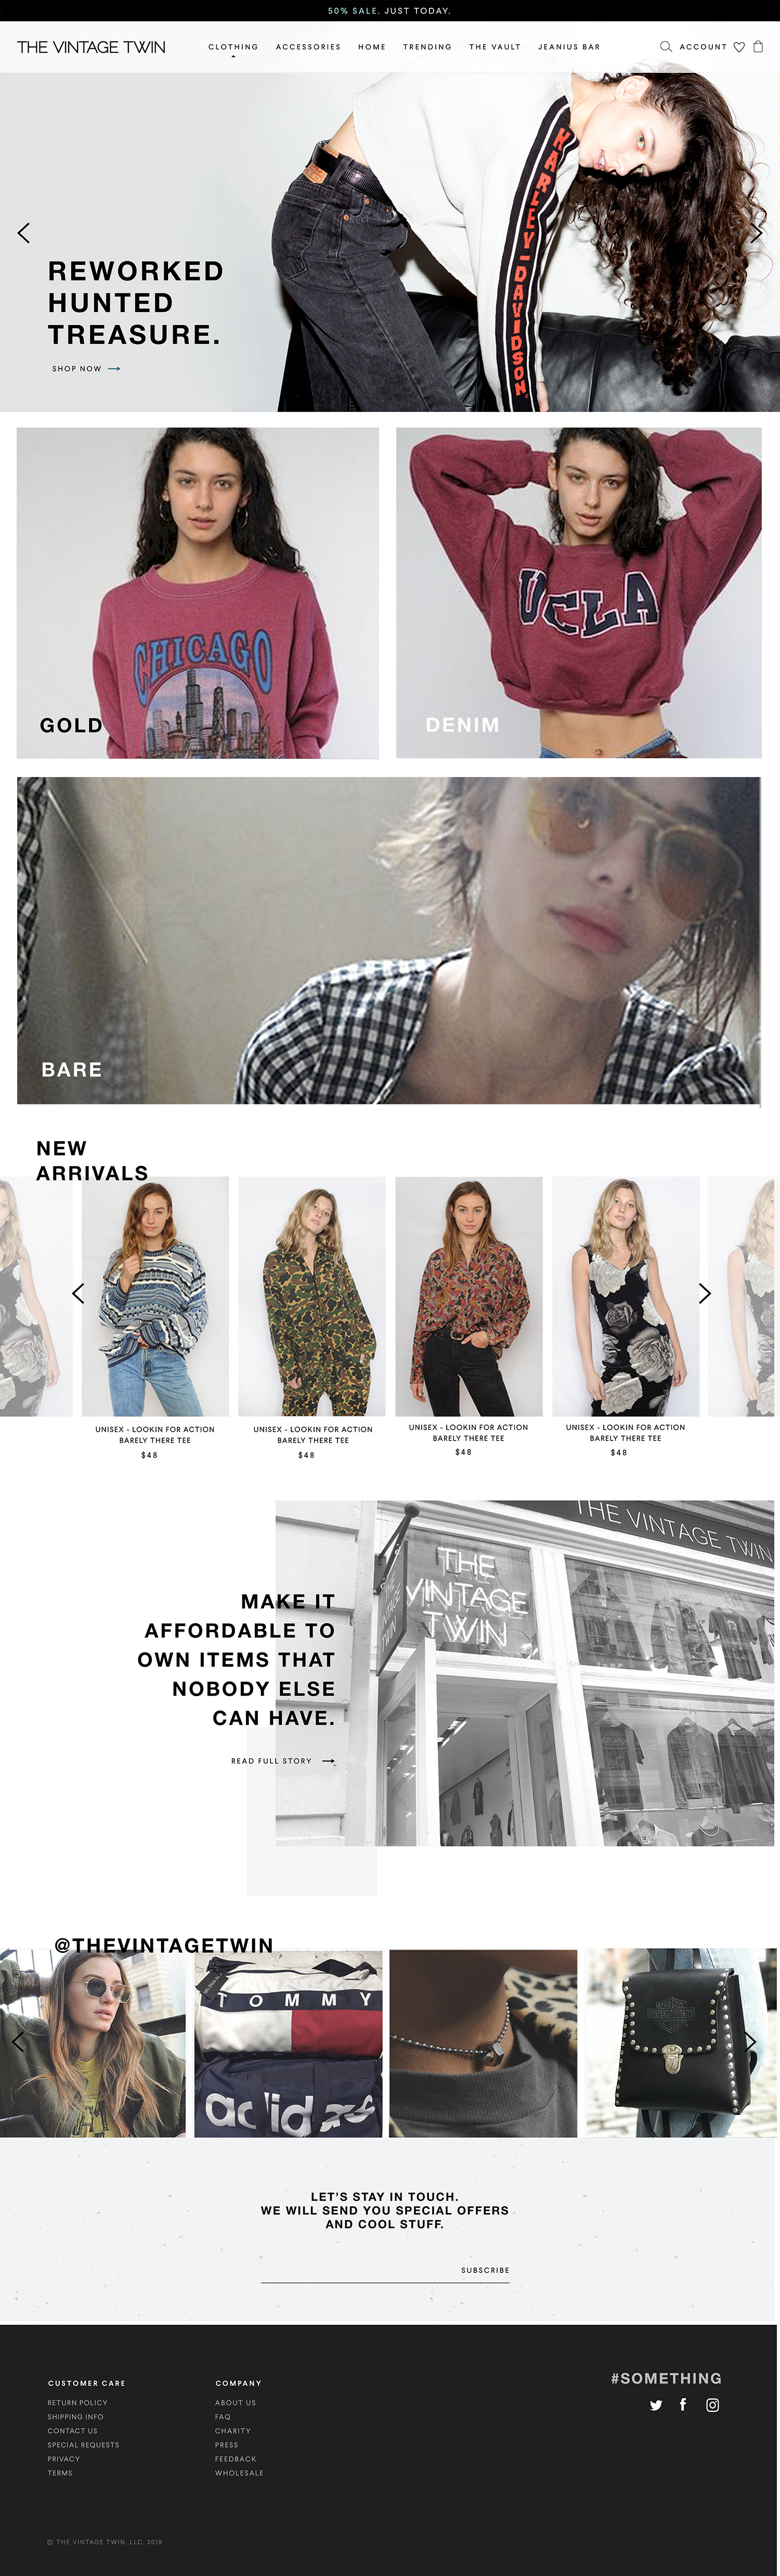 50% SALE. JUST TODAY.
THE VINTAGE TWIN
CLOTHING ACCESSORIES HOME TRENDING THE VAULT JEANIUS BAR
ACCOUNT
HARLEY-DAVIDSON
REWORKED
HUNTED
TREASURE.
SHOP NOW
CHICAGO
GOLD
UCLA
DENIM
BARE
NEW
ARRIVALS
UNISEX - LOOKIN FOR ACTION
BARELY THERE TEE
$48
UNISEX - LOOKIN FOR ACTION
BARELY THERE TEE
$48
UNISEX - LOOKIN FOR ACTION
BARELY THERE TEE
$48
UNISEX - LOOKIN FOR ACTION
BARELY THERE TEE
$48
THE VINTAGE TWIN
THE
VINTAGE
TWIN
MAKE IT
AFFORDABLE TO
OWN ITEMS THAT
NOBODY ELSE
CAN HAVE.
READ FULL STORY
@THEVINTAGETWIN
TOMMY
adidas
LET'S STAY IN TOUCH.
WE WILL SEND YOU SPECIAL OFFERS
AND COOL STUFF.
SUBSCRIBE
CUSTOMER CARE
RETURN POLICY
SHIPPING INFO
CONTACT US
SPECIAL REQUESTS
PRIVACY
TERMS
COMPANY
ABOUT US
FAQ
CHARITY
PRESS
FEEDBACK
WHOLESALE
#SOMETHING
© THE VINTAGE TWIN, LLC. 2018